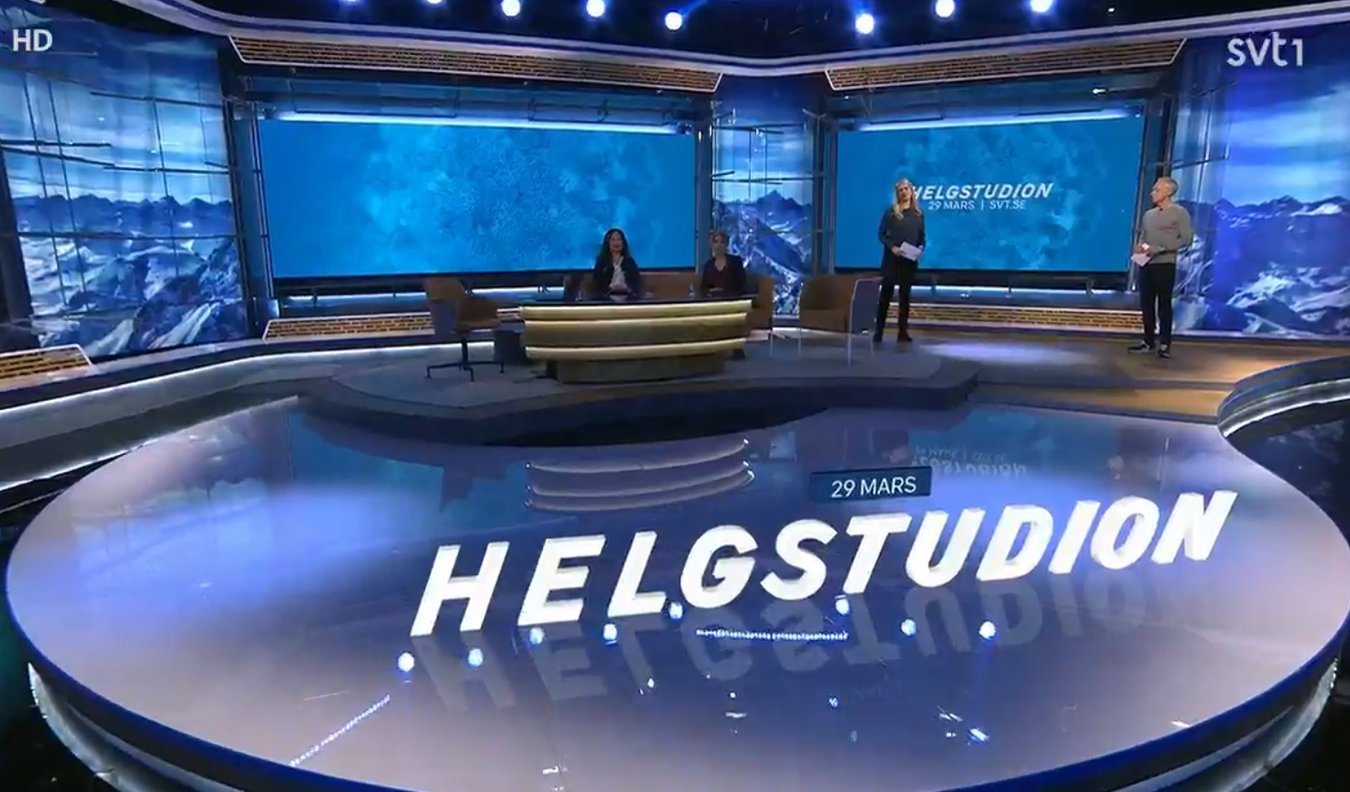 HD
svt1
HELGSTUDION
29 MARS | SVT.SE
29 MARS
HELGSTUDION